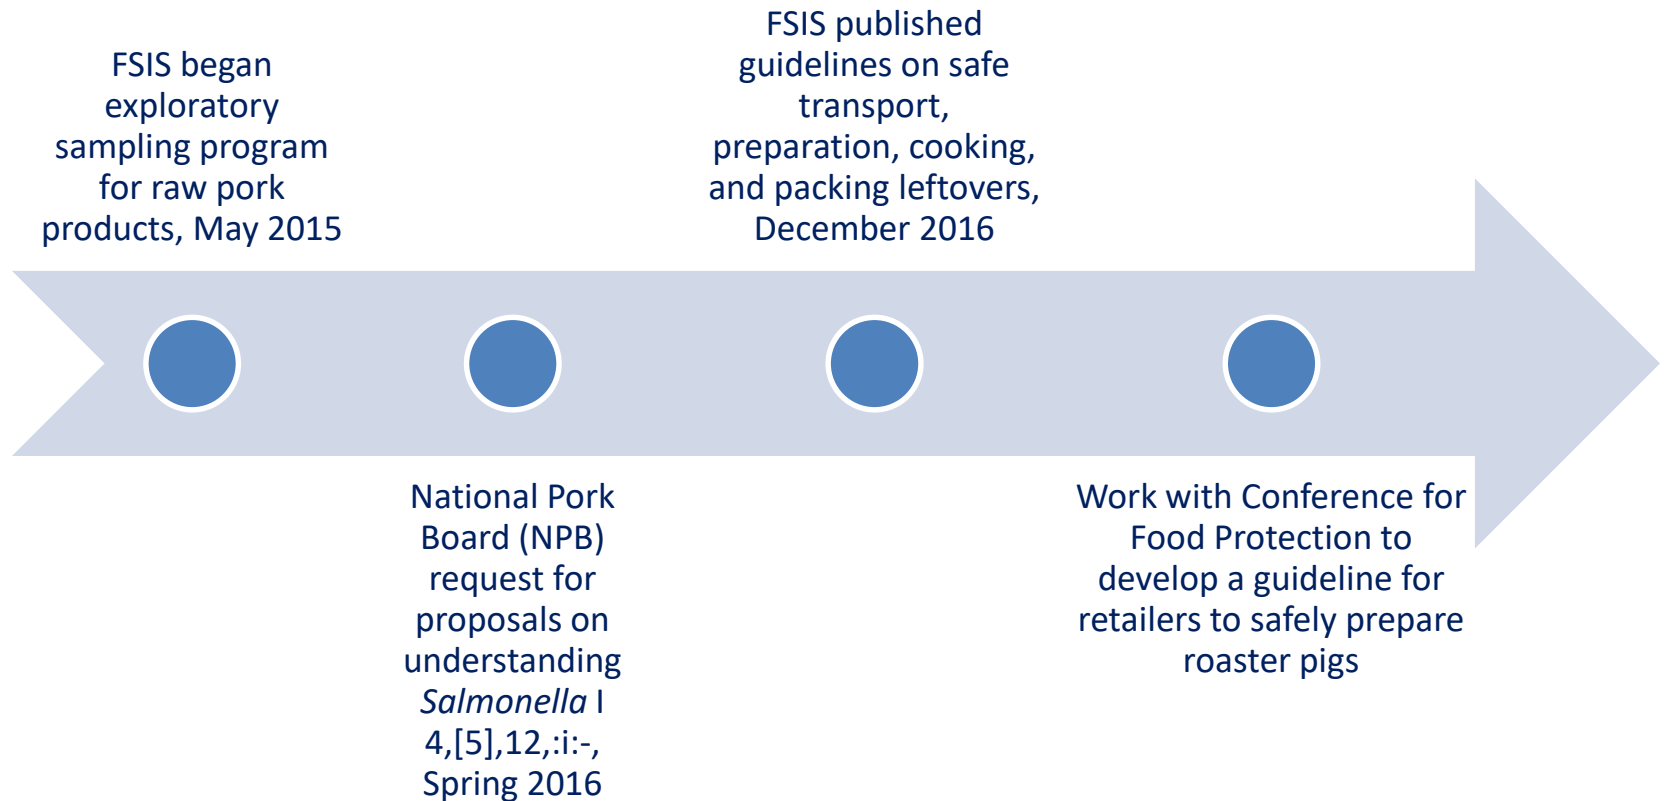 FSIS began
exploratory
sampling program
for raw pork
products, May 2015
National Pork
Board (NPB)
request for
proposals on
understanding
Salmonella I
4,[5],12,:i:-,
Spring 2016
FSIS published
guidelines on safe
transport,
preparation, cooking,
and packing leftovers,
December 2016
Work with Conference for
Food Protection to
develop a guideline for
retailers to safely prepare
roaster pigs